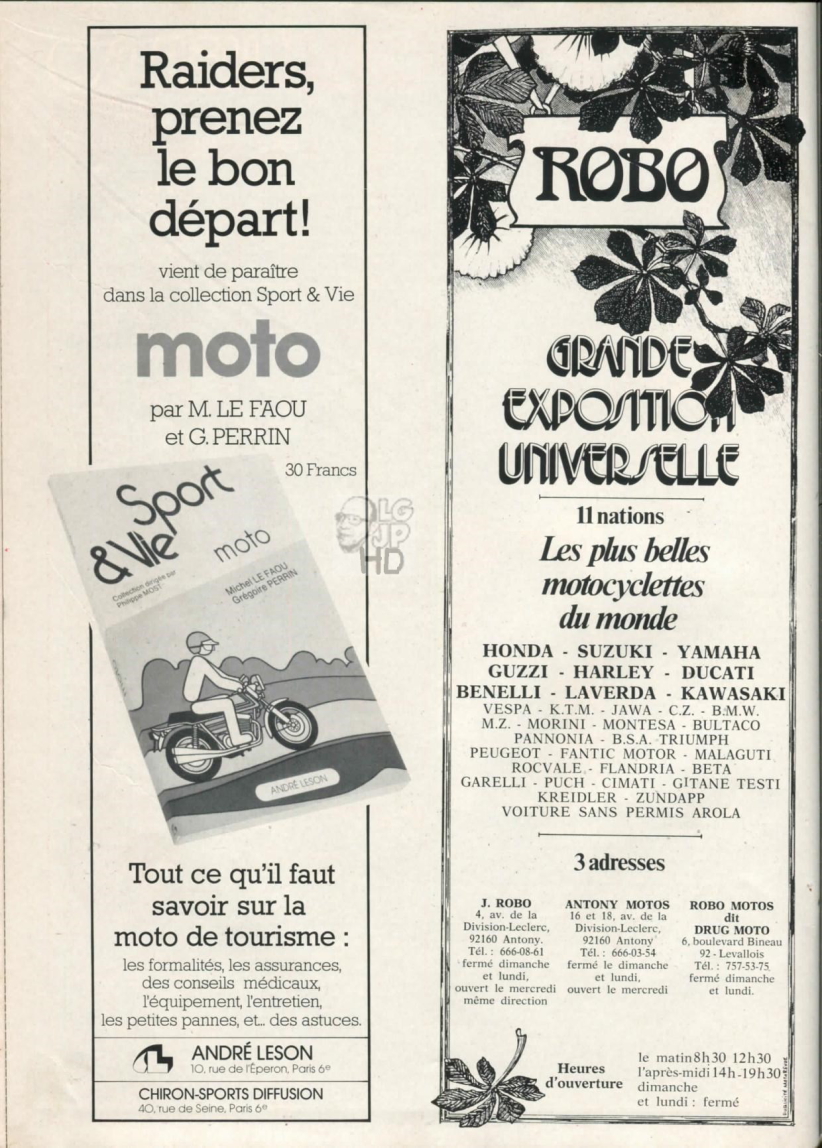 Raiders,
prenez
le bon
départ!
vient de paraître
dans la collection Sport & Vie
moto
par M. LE FAOU
et G. PERRIN
30 Francs
Sport
& Vie
moto
Collection dirigée par
Philippe MOST
Michel LE FAOU
Grégoire PERRIN
ANDRÉ LESON
Tout ce qu'il faut
savoir sur la
moto de tourisme :
les formalités, les assurances,
des conseils médicaux,
l'équipement, l'entretien,
les petites pannes, et... des astuces.
ANDRÉ LESON
10, rue de l'Éperon, Paris 6e
CHIRON-SPORTS DIFFUSION
40, rue de Seine, Paris 6e
LG
JP
HD
ROBO
GRANDE
EXPOSITION
UNIVERSELLE
11 nations
Les plus belles
motocyclettes
du monde
HONDA - SUZUKI - YAMAHA
GUZZI - HARLEY - DUCATI
BENELLI - LAVERDA - KAWASAKI
VESPA - K.T.M. - JAWA - C.Z. - B.M.W.
M.Z. - MORINI - MONTESA - BULTACO
PANNONIA - B.S.A. TRIUMPH
PEUGEOT - FANTIC MOTOR - MALAGUTI
ROCVALE - FLANDRIA - BETA
GARELLI - PUCH - CIMATI - GITANE TESTI
KREIDLER - ZUNDAPP
VOITURE SANS PERMIS AROLA
3 adresses
J. ROBO
4, av. de la
Division-Leclerc,
92160 Antony.
Tél. : 666-08-61
fermé dimanche
et lundi,
ouvert le mercredi
même direction
ANTONY MOTOS
16 et 18, av. de la
Division-Leclerc,
92160 Antony
Tél. : 666-03-54
fermé le dimanche
et lundi,
ouvert le mercredi
ROBO MOTOS
dit
DRUG MOTO
6, boulevard Bineau
92 - Levallois
Tél. : 757-53-75.
fermé dimanche
et lundi.
Heures
d'ouverture
le matin 8h30 12h30
l'après-midi 14h-19h30
dimanche
et lundi : fermé